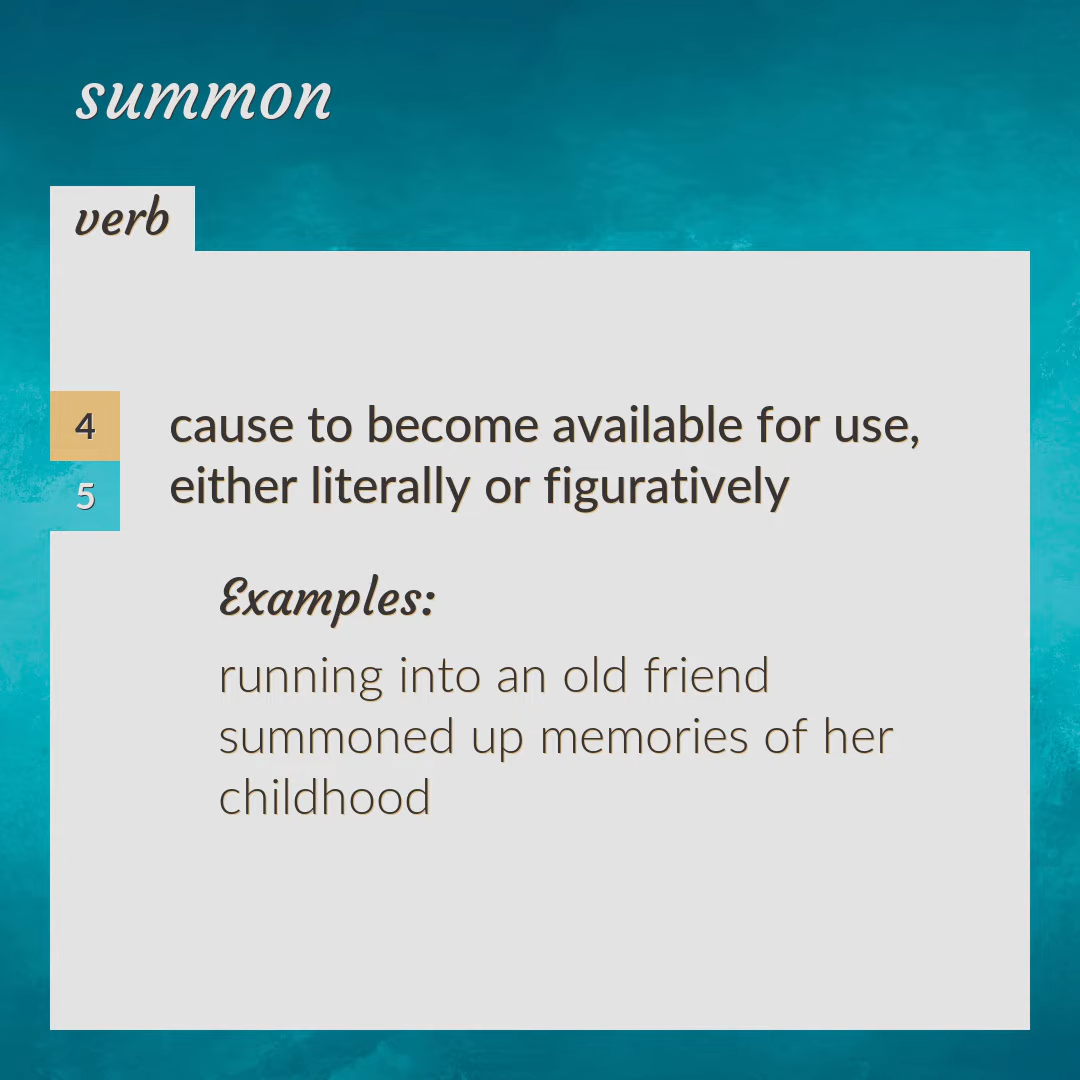 summon
verb
4
cause to become available for use,
either literally or figuratively
5
Examples:
running into an old friend
summoned up memories of her
childhood